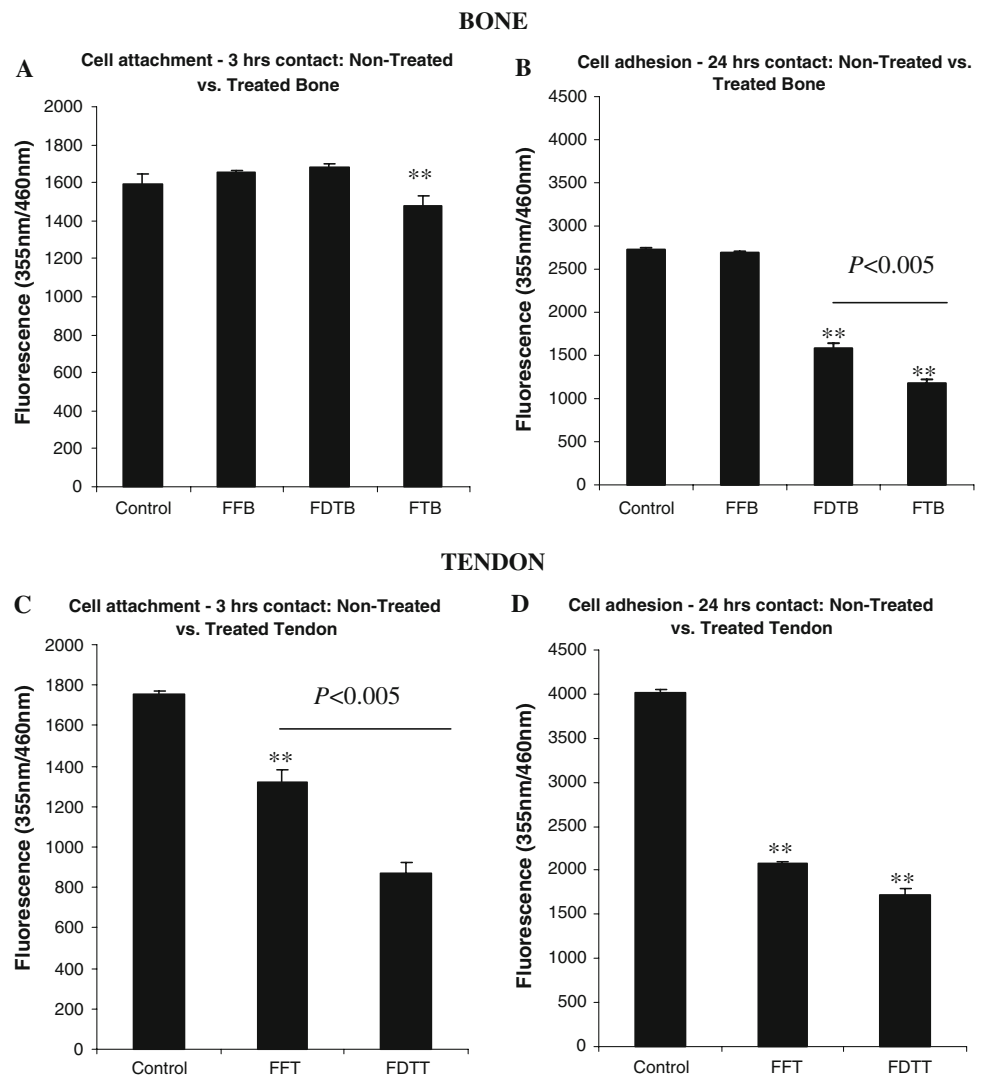 BONE
A
Cell attachment - 3 hrs contact: Non-Treated
vs. Treated Bone
Fluorescence (355nm/460nm)
2000
1800
1600
1400
1200
1000
800
600
400
200
0
**
Control FFB FDTB FTB
B
Cell adhesion - 24 hrs contact: Non-Treated vs.
Treated Bone
Fluorescence (355nm/460nm)
4500
4000
3500
3000
2500
2000
1500
1000
500
0
P<0.005
**
**
Control FFB FDTB FTB
TENDON
C
Cell attachment - 3 hrs contact: Non-Treated
vs. Treated Tendon
Fluorescence (355nm/460nm)
2000
1800
1600
1400
1200
1000
800
600
400
200
0
P<0.005
**
Control FFT FDTT
D
Cell adhesion - 24 hrs contact: Non-Treated
vs. Treated Tendon
Fluorescence (355nm/460nm)
4500
4000
3500
3000
2500
2000
1500
1000
500
0
**
**
Control FFT FDTT